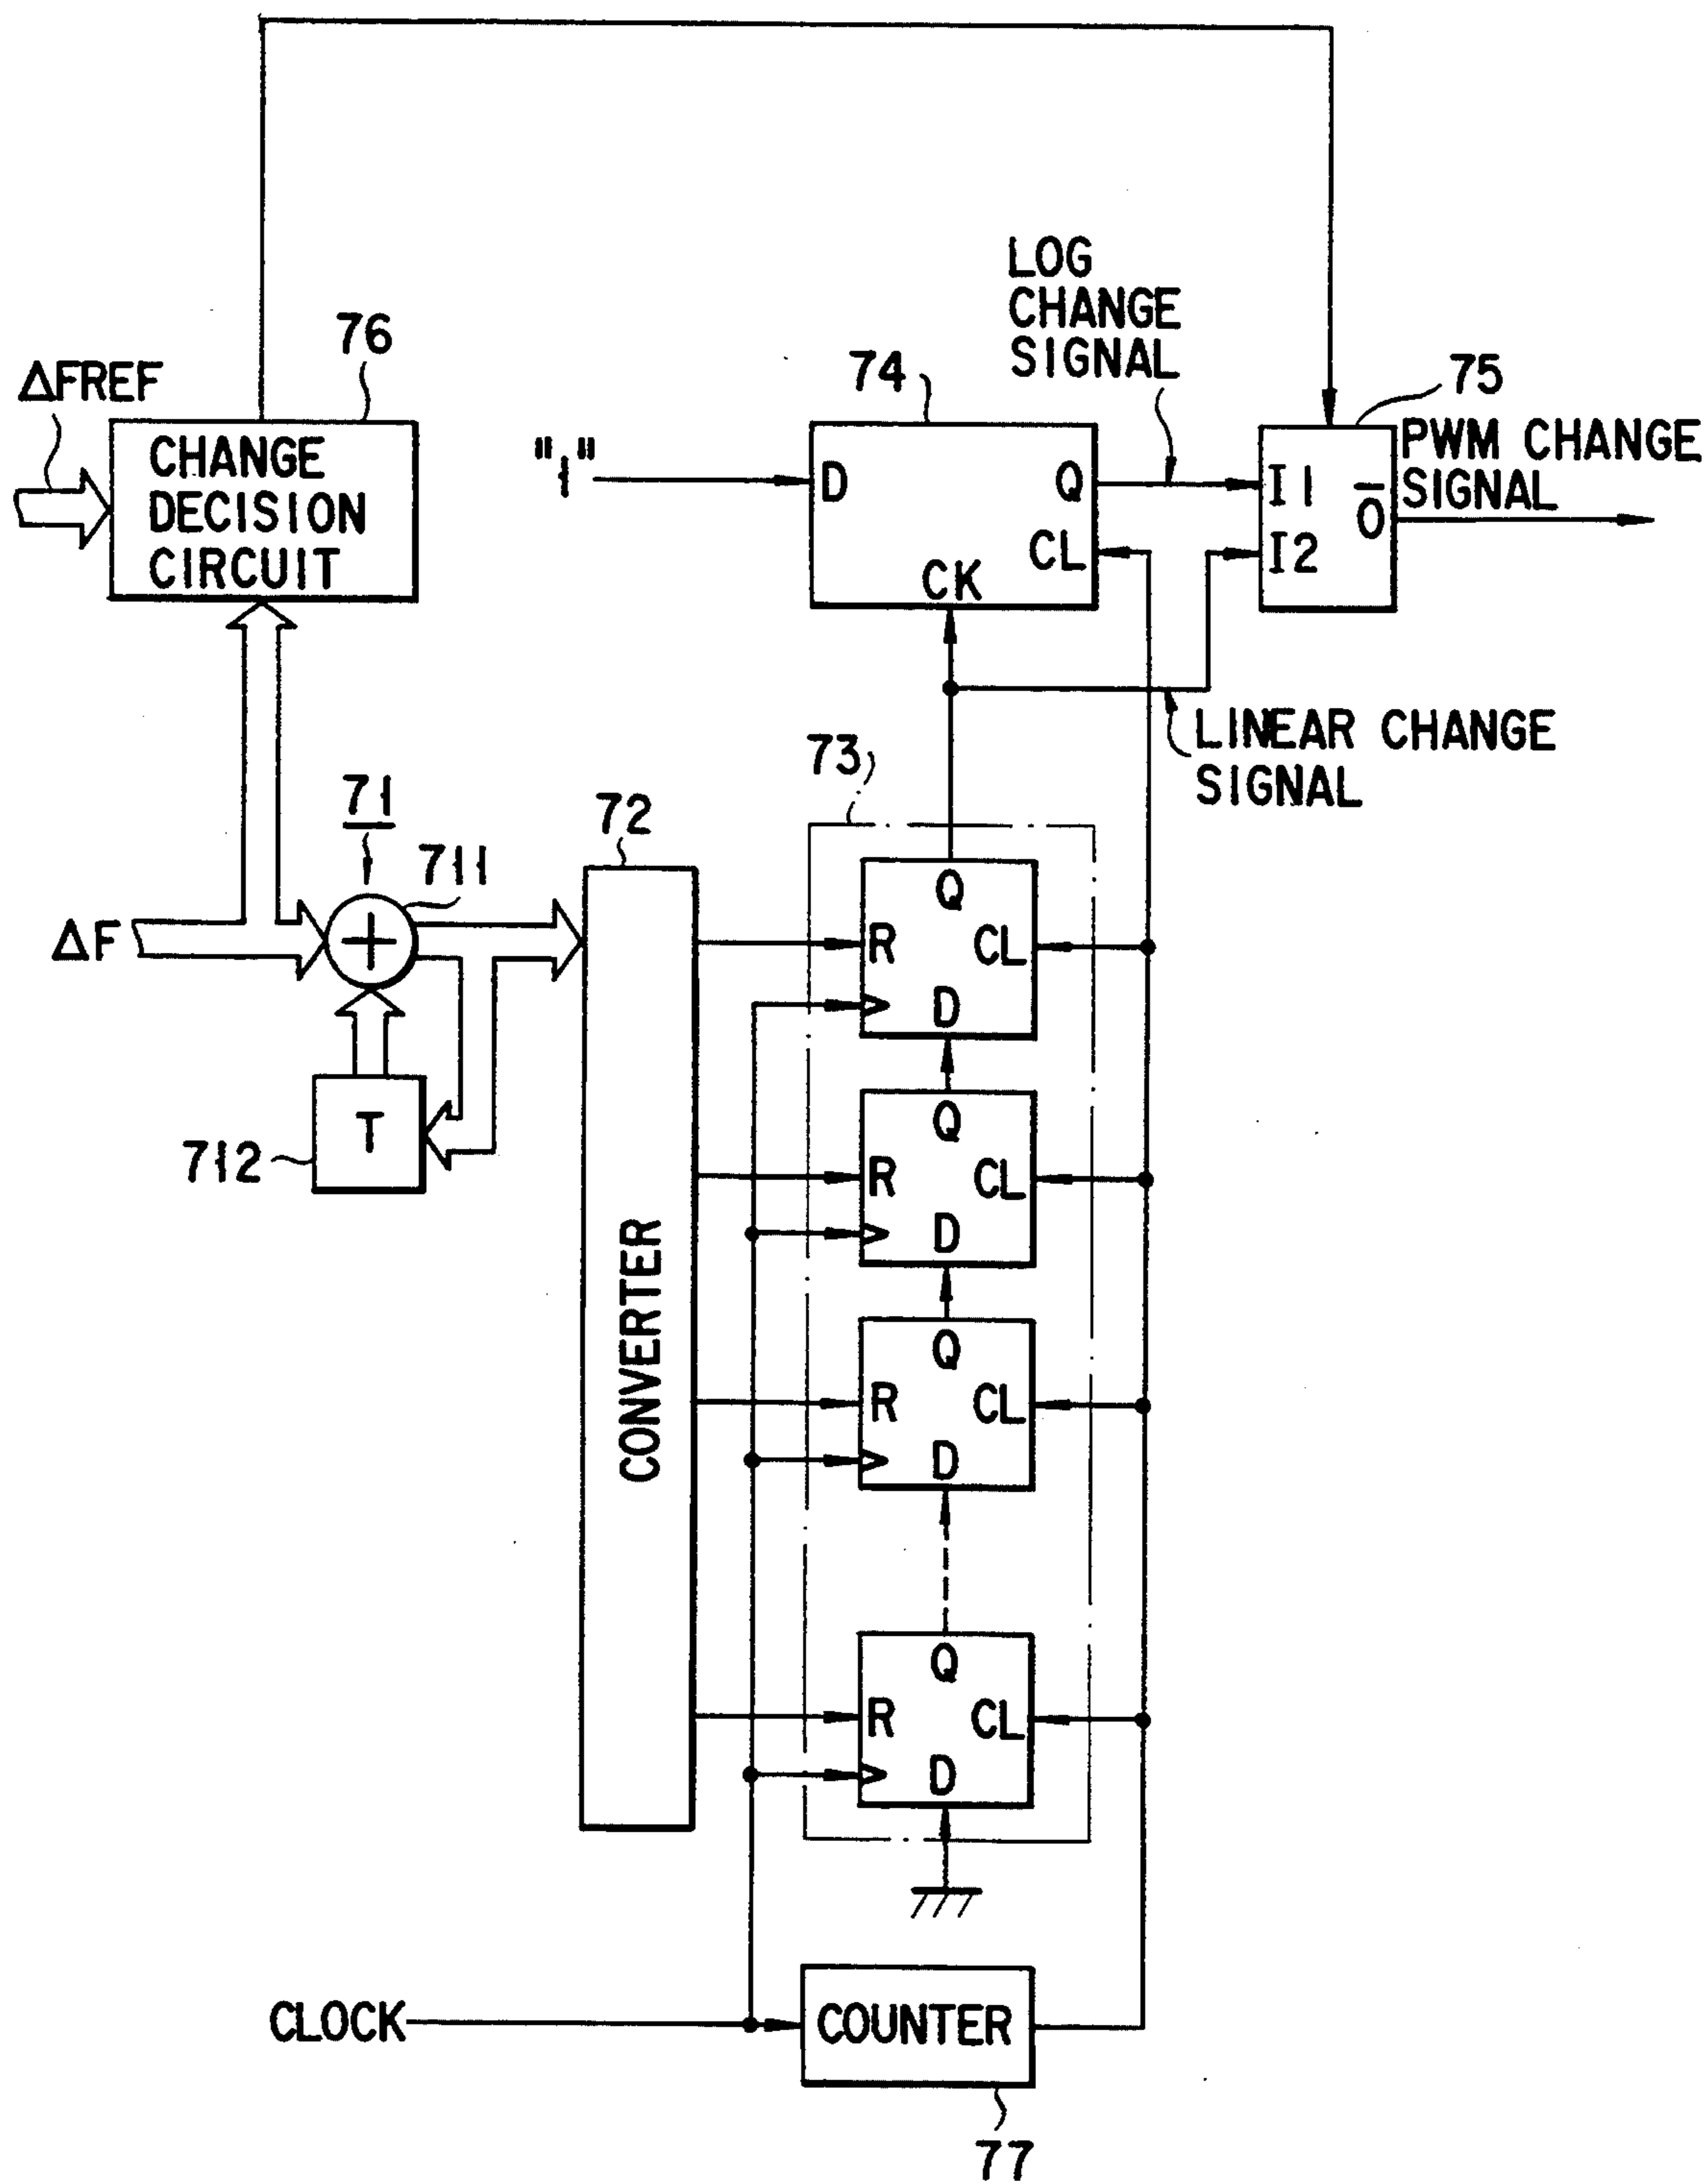 LOG
CHANGE
SIGNAL
76
ΔFREF
74
75
CHANGE
DECISION
CIRCUIT
"1"
D
Q
CL
CK
I1
I2
O̅
PWM CHANGE
SIGNAL
LINEAR CHANGE
SIGNAL
73
71
72
711
ΔF
T
712
CONVERTER
Q
R
CL
D
Q
R
CL
D
Q
R
CL
D
Q
R
CL
D
CLOCK
COUNTER
77